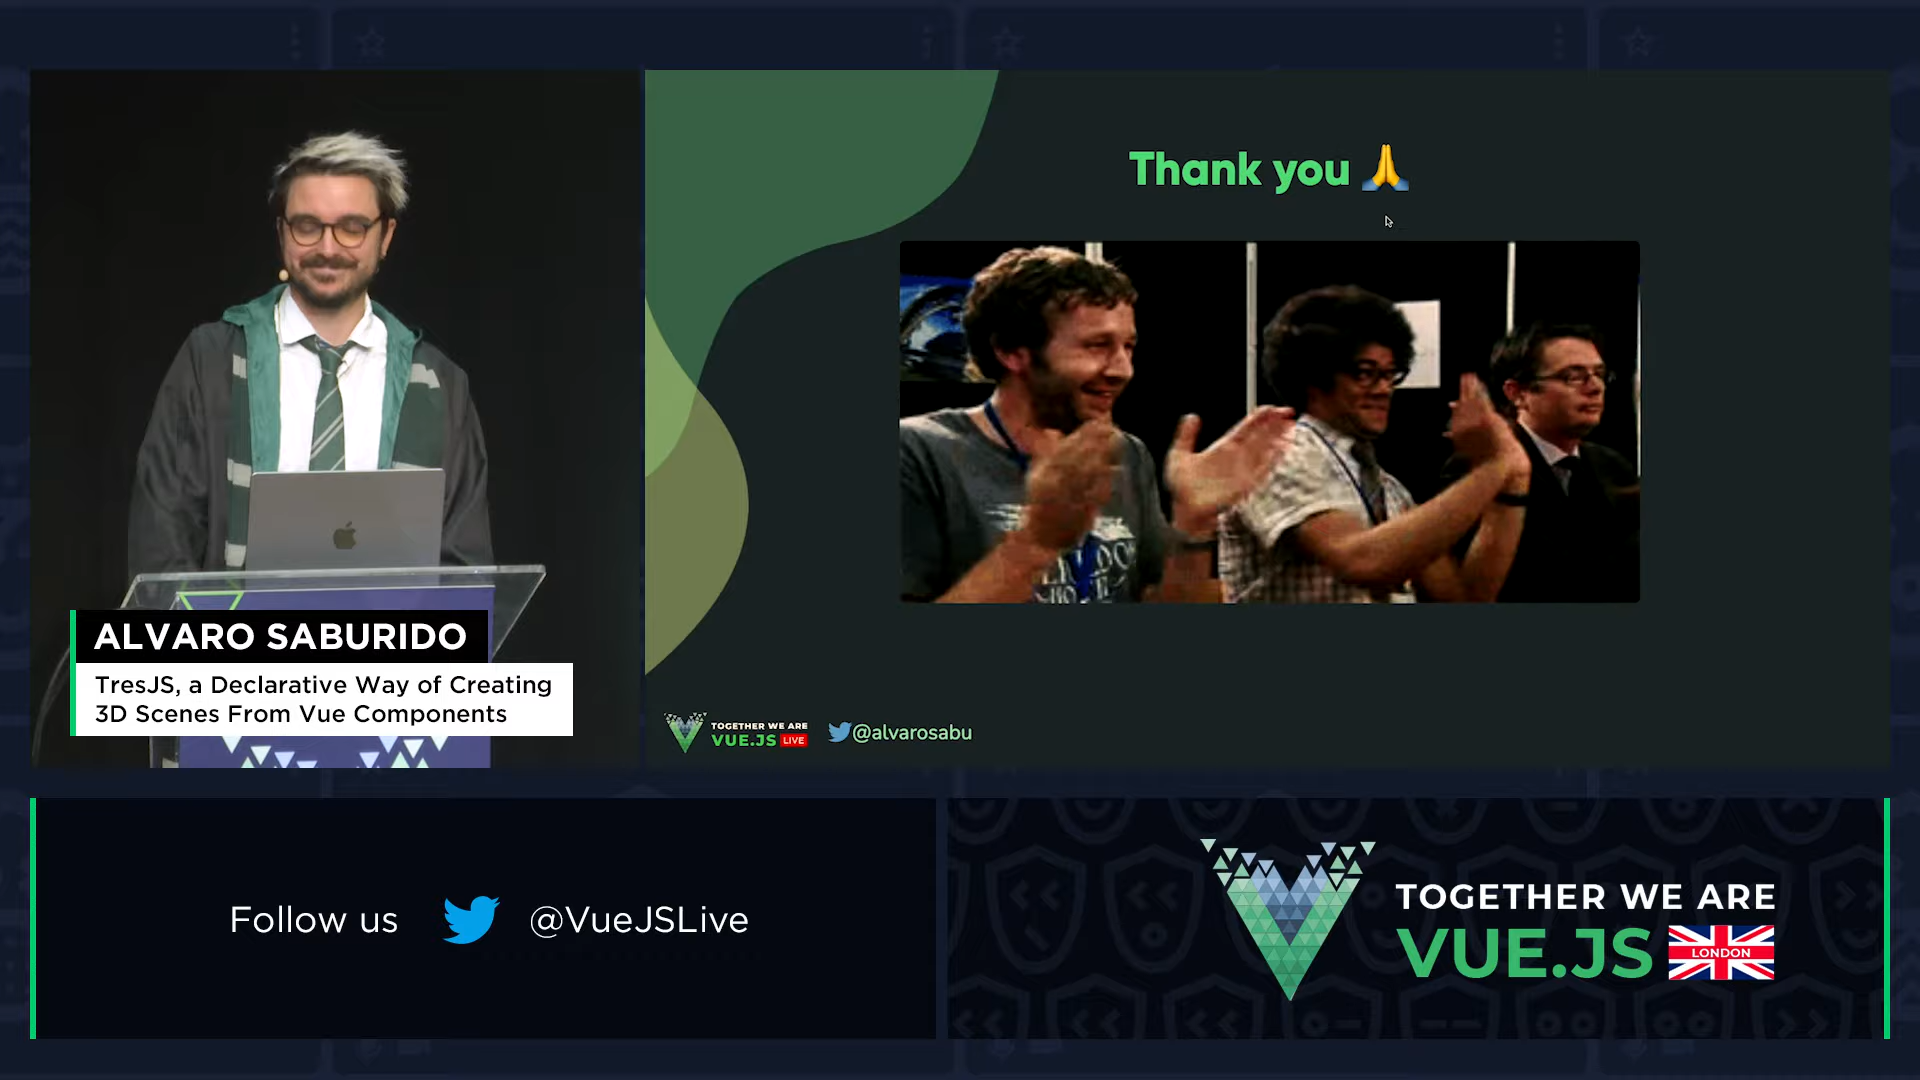 Thank you 🙏
ALVARO SABURIDO
TresJS, a Declarative Way of Creating
3D Scenes From Vue Components
TOGETHER WE ARE
VUE.JS LIVE
@alvarosabu
Follow us
@VueJSLive
TOGETHER WE ARE
VUE.JS
LONDON